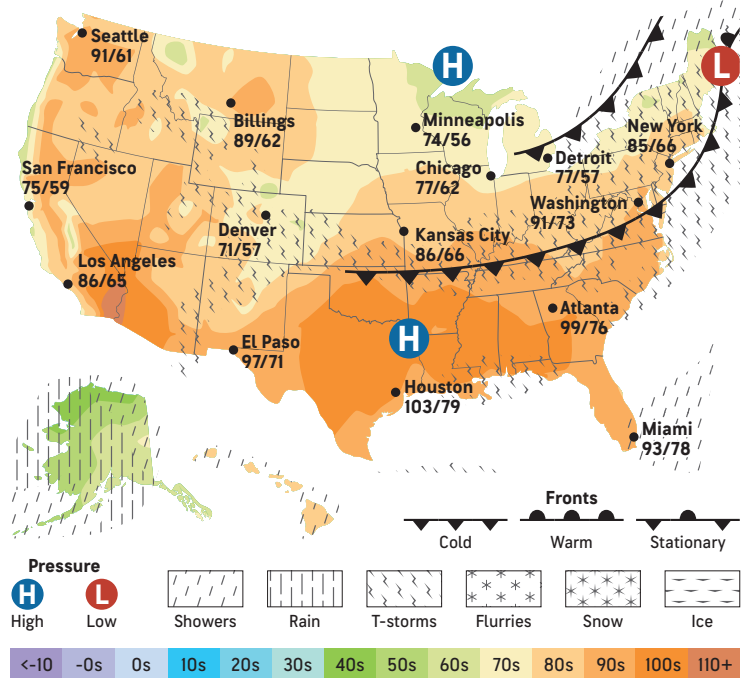 Seattle
91/61
H
L
Billings
89/62
Minneapolis
74/56
New York
85/66
San Francisco
75/59
Chicago
77/62
Detroit
77/57
Denver
71/57
Washington
91/73
Kansas City
86/66
Los Angeles
86/65
Atlanta
99/76
H
El Paso
97/71
Houston
103/79
Miami
93/78
Fronts
Cold
Warm
Stationary
Pressure
H
L
High
Low
Showers
Rain
T-storms
Flurries
Snow
Ice
<-10 -0s 0s 10s 20s 30s 40s 50s 60s 70s 80s 90s 100s 110+